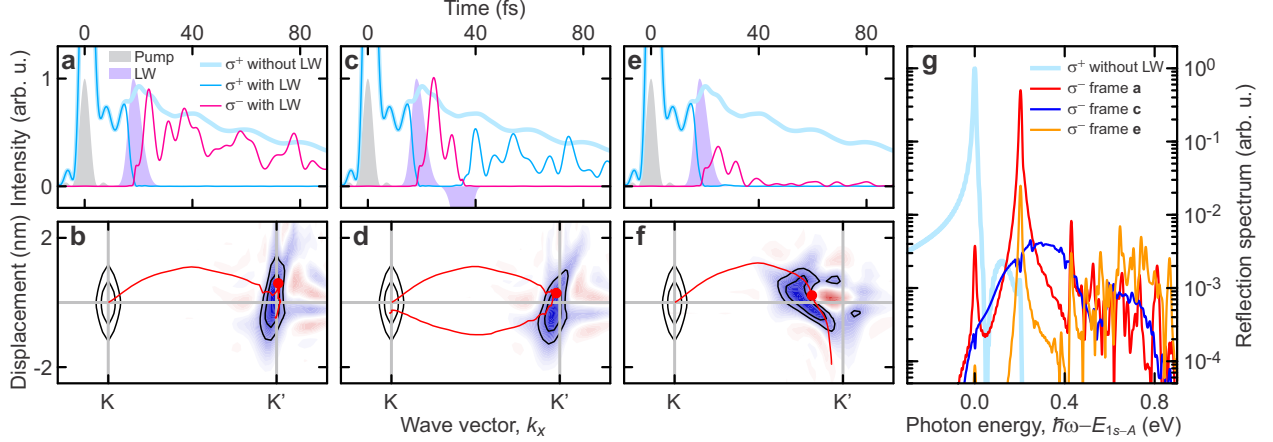 Time (fs)
0 40 80 0 40 80 0 40 80
a c e g
Pump
LW
σ⁺ without LW
σ⁺ with LW
σ⁻ with LW
Intensity (arb. u.)
1
0
σ⁺ without LW
σ⁻ frame a
σ⁻ frame c
σ⁻ frame e
10⁰
10⁻¹
10⁻²
10⁻³
10⁻⁴
Reflection spectrum (arb. u.)
b d f
Displacement (nm)
2
0
-2
K K’ K K’ K K’
Wave vector, kₓ
0.0 0.4 0.8
Photon energy, ħω−E₁ₛ₋A (eV)